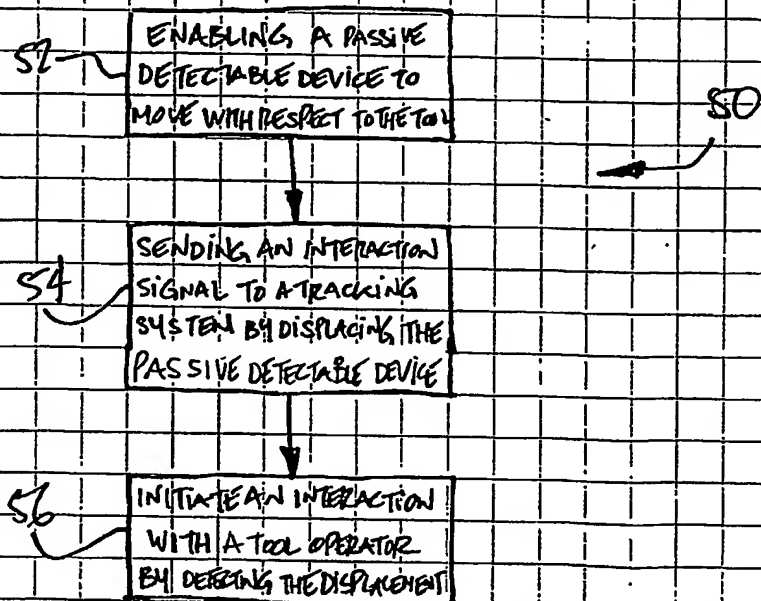 52
ENABLING A PASSIVE
DETECTABLE DEVICE TO
MOVE WITH RESPECT TO THE TOOL
50
54
SENDING AN INTERACTION
SIGNAL TO A TRACKING
SYSTEM BY DISPLACING THE
PASSIVE DETECTABLE DEVICE
56
INITIATE AN INTERACTION
WITH A TOOL OPERATOR
BY DETECTING THE DISPLACEMENT